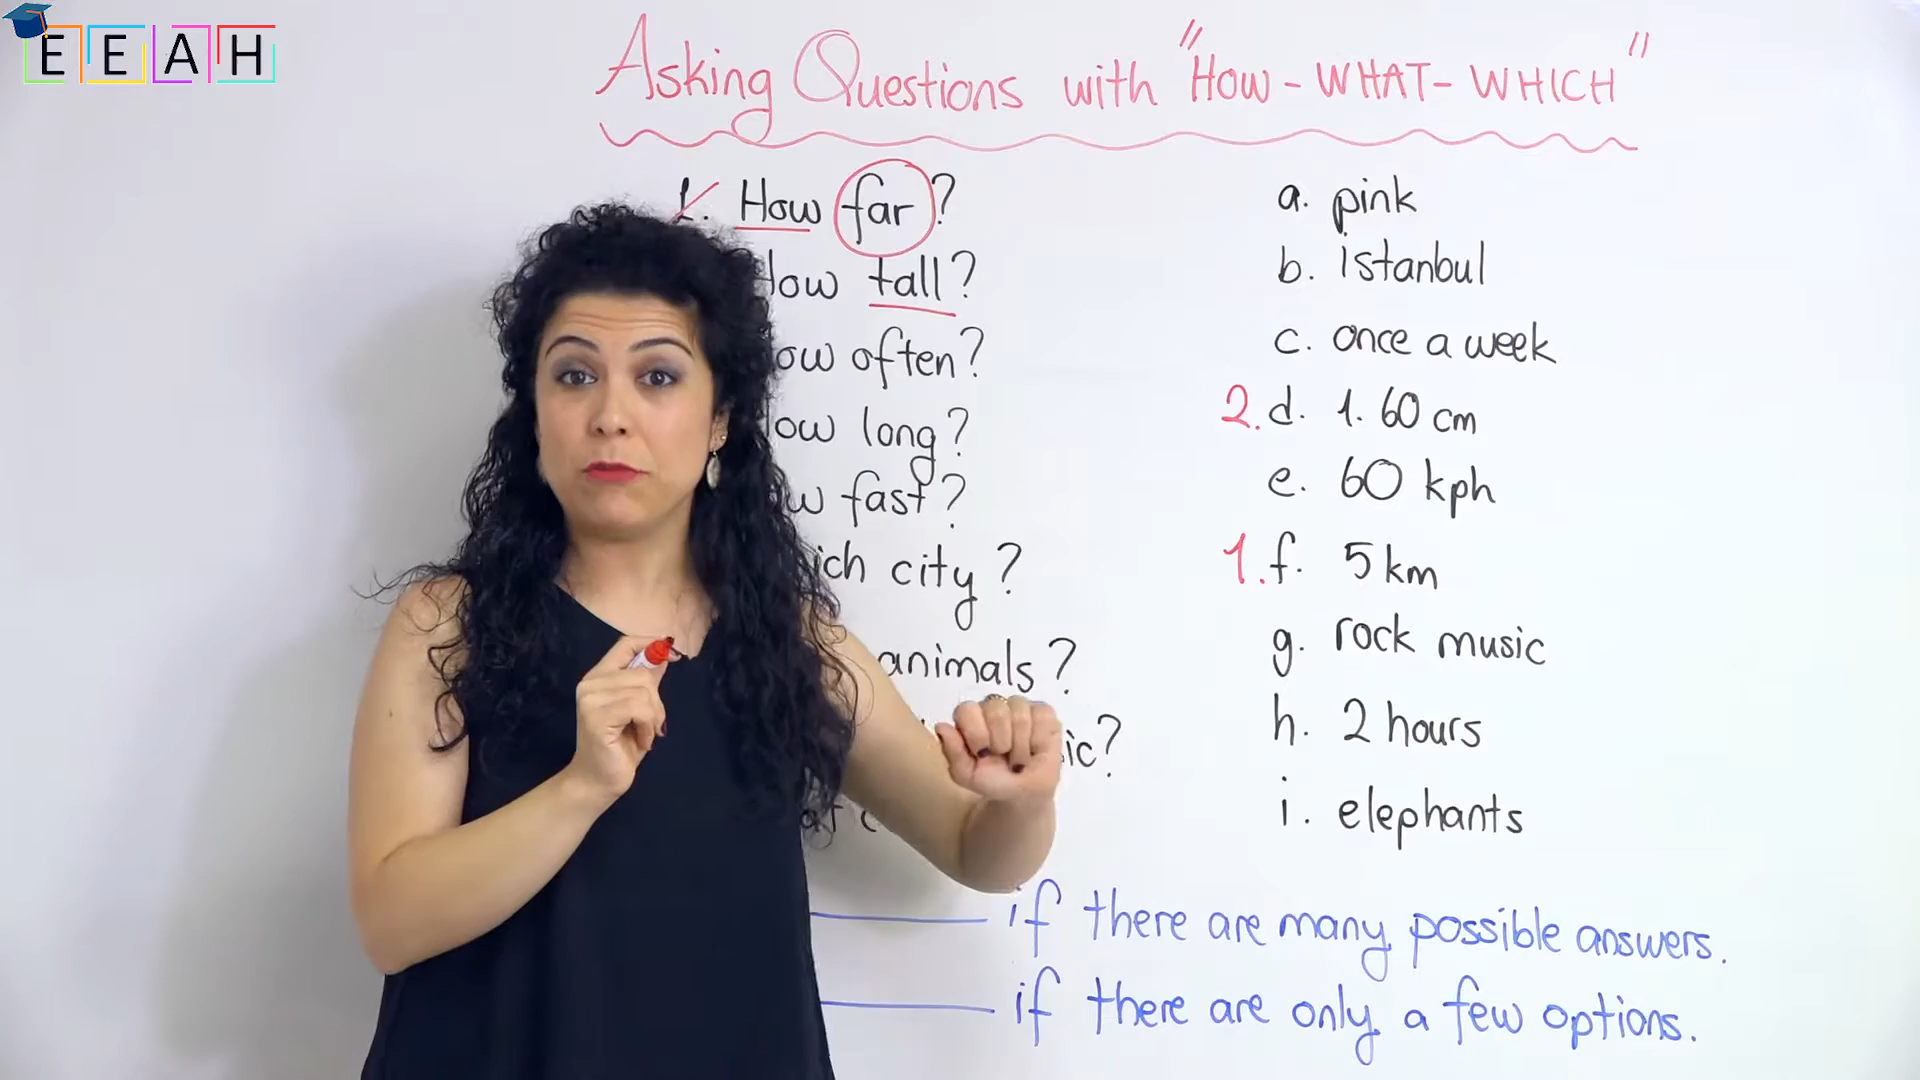 EEAH
Asking Questions with "How - WHAT - WHICH"
1. How far?
How tall?
often?
long?
fast?
city?
animals?
a. pink
b. istanbul
c. once a week
2. d. 1. 60 cm
e. 60 kph
1. f. 5 km
g. rock music
h. 2 hours
i. elephants
if there are many possible answers.
if there are only a few options.